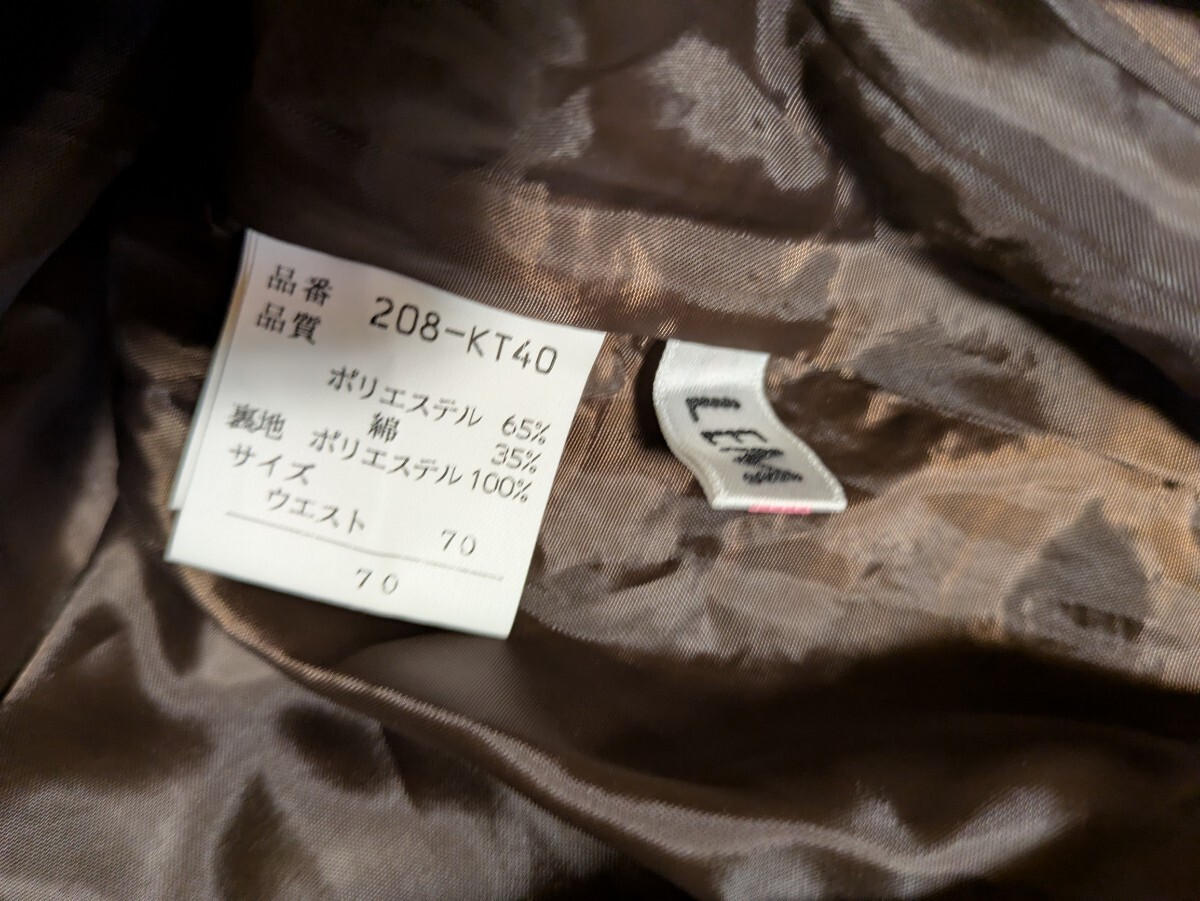 品番 208-KT40
品質
ポリエステル 65%
綿 35%
裏地 ポリエステル 100%
サイズ
ウエスト 70
70